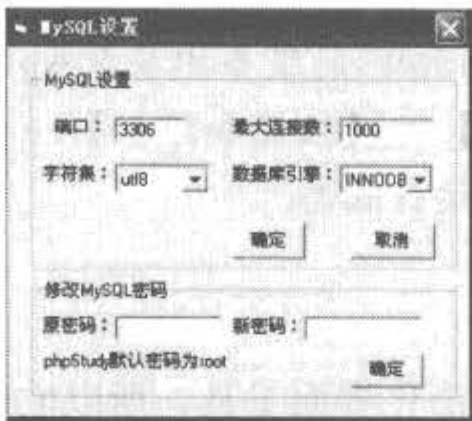 MySQL设置
MySQL设置
端口：3306 最大连接数：1000
字符集：utf8 数据库引擎：INNODB
确定 取消
修改MySQL密码
原密码： 新密码：
phpStudy默认密码为root
确定